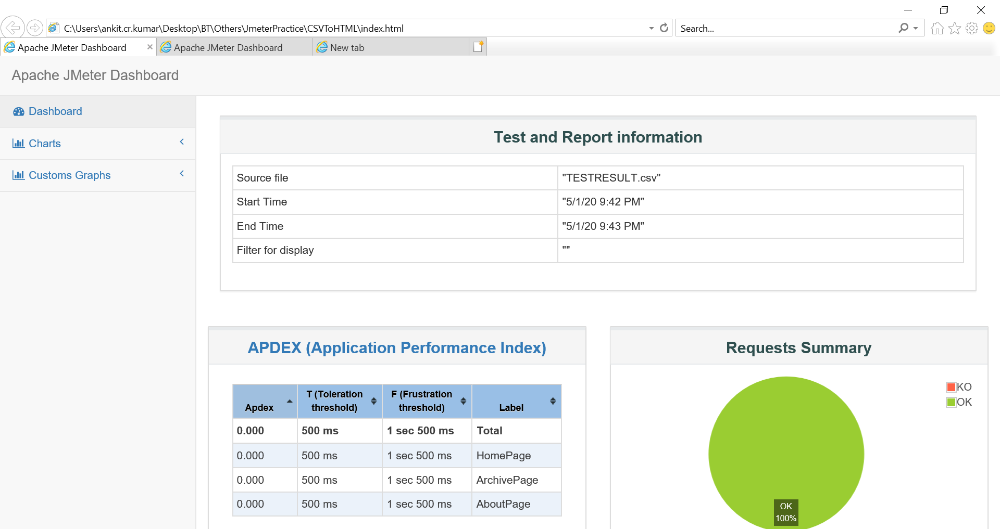 C:\Users\ankit.cr.kumar\Desktop\BT\Others\JmeterPractice\CSVToHTML\index.html
Search...
Apache JMeter Dashboard
Apache JMeter Dashboard
New tab
Apache JMeter Dashboard
Dashboard
Charts
Customs Graphs
Test and Report information
Source file "TESTRESULT.csv"
Start Time "5/1/20 9:42 PM"
End Time "5/1/20 9:43 PM"
Filter for display ""
APDEX (Application Performance Index)
Apdex
T (Toleration
threshold)
F (Frustration
threshold)
Label
0.000 500 ms 1 sec 500 ms Total
0.000 500 ms 1 sec 500 ms HomePage
0.000 500 ms 1 sec 500 ms ArchivePage
0.000 500 ms 1 sec 500 ms AboutPage
Requests Summary
KO
OK
OK
100%